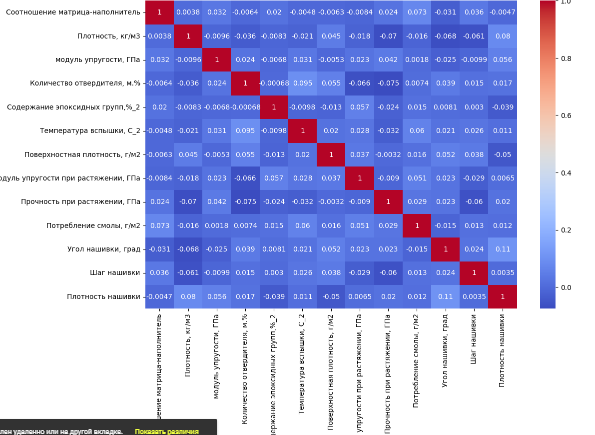 Соотношение матрица-наполнитель 1 0.0038 0.032 -0.0064 0.02 -0.0048 -0.0063 -0.0084 0.024 0.073 -0.031 0.036 -0.0047 1.0
Плотность, кг/м3 0.0038 1 -0.0096 -0.036 -0.0083 -0.021 0.045 -0.018 -0.07 -0.016 -0.068 -0.061 0.08
модуль упругости, ГПа 0.032 -0.0096 1 0.024 -0.0068 0.031 -0.0053 0.023 0.042 0.0018 -0.025 -0.0099 0.056 0.8
Количество отвердителя, м.% -0.0064 -0.036 0.024 1 -0.00068 0.095 0.055 -0.066 -0.075 0.0074 0.039 0.015 0.017
Содержание эпоксидных групп,%_2 0.02 -0.0083 -0.0068 -0.00068 1 -0.0098 -0.013 0.057 -0.024 0.015 0.0081 0.003 -0.039 0.6
Температура вспышки, С_2 -0.0048 -0.021 0.031 0.095 -0.0098 1 0.02 0.028 -0.032 0.06 0.021 0.026 0.011
Поверхностная плотность, г/м2 -0.0063 0.045 -0.0053 0.055 -0.013 0.02 1 0.037 -0.0032 0.016 0.052 0.038 -0.05 0.4
одуль упругости при растяжении, ГПа -0.0084 -0.018 0.023 -0.066 0.057 0.028 0.037 1 -0.009 0.051 0.023 -0.029 0.0065
Прочность при растяжении, ГПа 0.024 -0.07 0.042 -0.075 -0.024 -0.032 -0.0032 -0.009 1 0.029 0.023 -0.06 0.02
Потребление смолы, г/м2 0.073 -0.016 0.0018 0.0074 0.015 0.06 0.016 0.051 0.029 1 -0.015 0.013 0.012 0.2
Угол нашивки, град -0.031 -0.068 -0.025 0.039 0.0081 0.021 0.052 0.023 0.023 -0.015 1 0.024 0.11
Шаг нашивки 0.036 -0.061 -0.0099 0.015 0.003 0.026 0.038 -0.029 -0.06 0.013 0.024 1 0.0035 0.0
Плотность нашивки -0.0047 0.08 0.056 0.017 -0.039 0.011 -0.05 0.0065 0.02 0.012 0.11 0.0035 1
шение матрица-наполнитель
Плотность, кг/м3
модуль упругости, ГПа
Количество отвердителя, м.%
держание эпоксидных групп,%_2
Температура вспышки, С_2
Поверхностная плотность, г/м2
упругости при растяжении, ГПа
Прочность при растяжении, ГПа
Потребление смолы, г/м2
Угол нашивки, град
Шаг нашивки
Плотность нашивки
лен удаленно или на другой вкладке. Показать различия